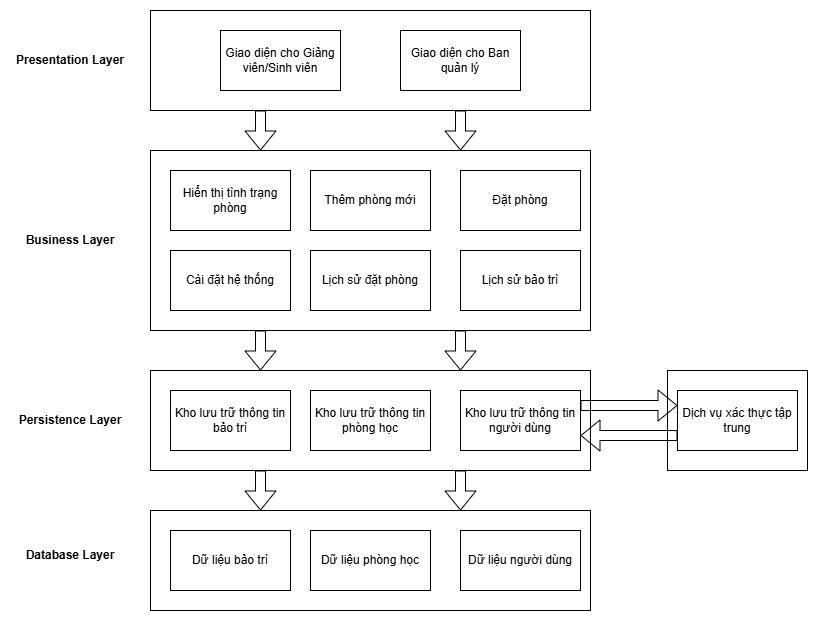 Presentation Layer
Giao diện cho Giảng
viên/Sinh viên
Giao diện cho Ban
quản lý
Business Layer
Hiển thị tình trạng
phòng
Thêm phòng mới
Đặt phòng
Cài đặt hệ thống
Lịch sử đặt phòng
Lịch sử bảo trì
Persistence Layer
Kho lưu trữ thông tin
bảo trì
Kho lưu trữ thông tin
phòng học
Kho lưu trữ thông tin
người dùng
Dịch vụ xác thực tập
trung
Database Layer
Dữ liệu bảo trì
Dữ liệu phòng học
Dữ liệu người dùng